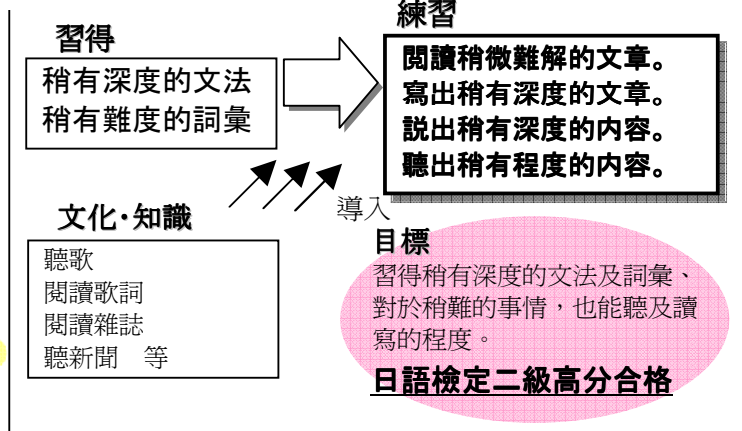 習得
稍有深度的文法
稍有難度的詞彙
練習
閲讀稍微難解的文章。
寫出稍有深度的文章。
説出稍有深度的内容。
聽出稍有程度的内容。
導入
文化·知識
聽歌
閱讀歌詞
閱讀雜誌
聽新聞　等
目標
習得稍有深度的文法及詞彙、
對於稍難的事情，也能聽及讀
寫的程度。
日語檢定二級高分合格